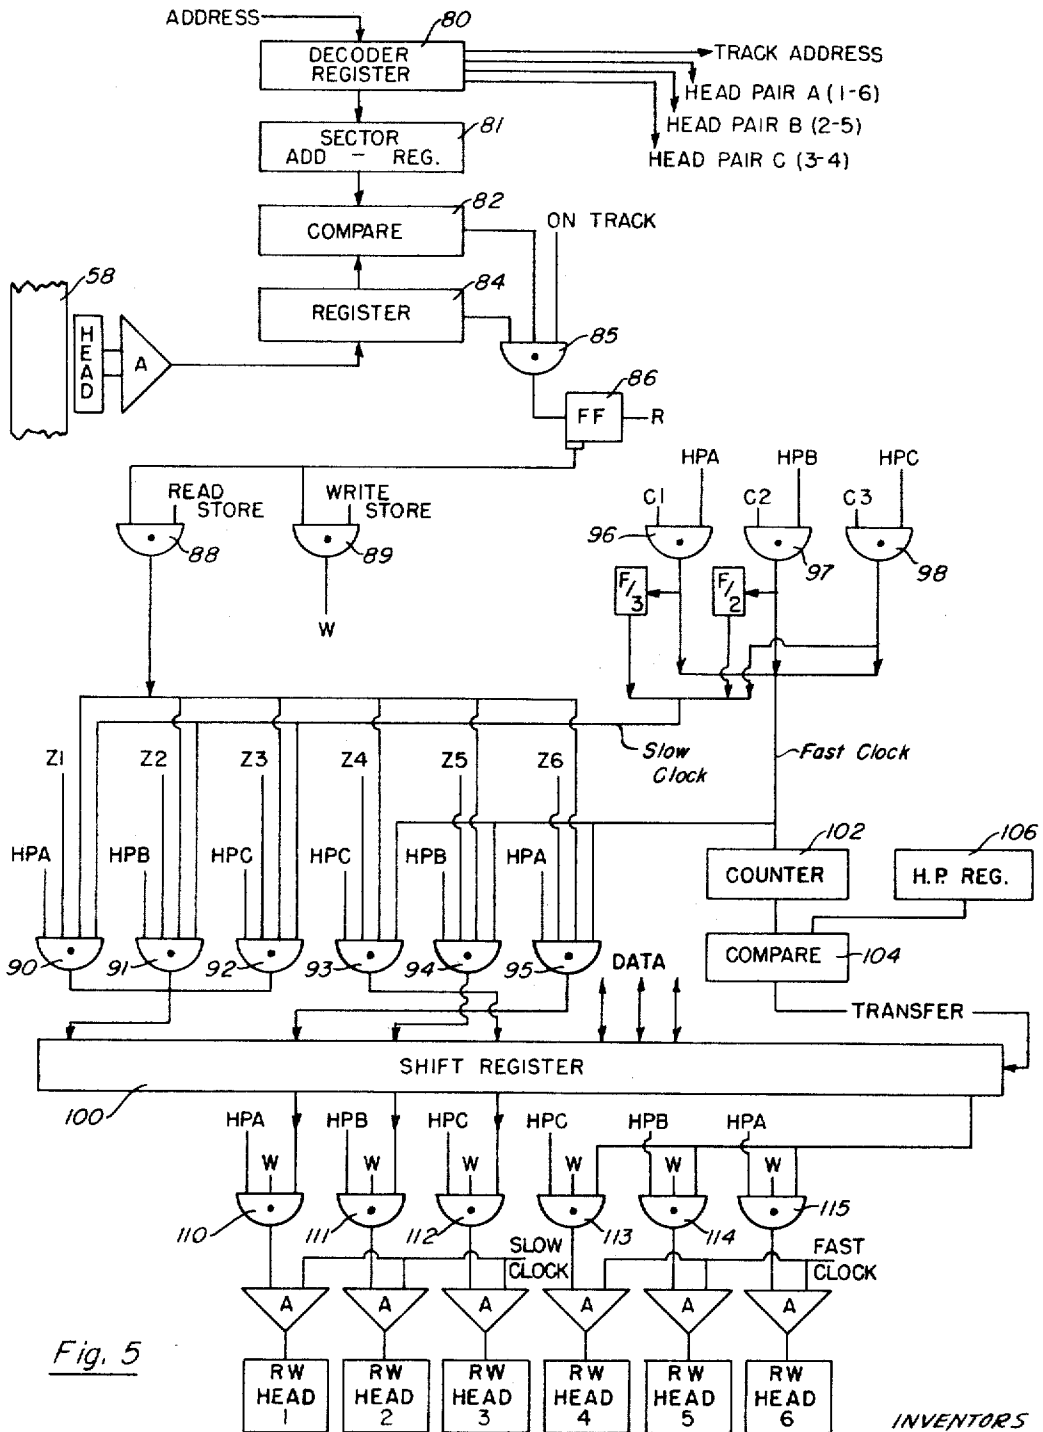 ADDRESS
80
DECODER
REGISTER
TRACK ADDRESS
HEAD PAIR A (1-6)
HEAD PAIR B (2-5)
HEAD PAIR C (3-4)
81
SECTOR
ADD - REG.
82
COMPARE
ON TRACK
58
84
REGISTER
HEAD
A
85
86
FF
R
READ
STORE
88
WRITE
STORE
89
W
HPA
HPB
HPC
C1
C2
C3
96
97
98
F/3
F/2
Slow
Clock
Fast Clock
Z1
Z2
Z3
Z4
Z5
Z6
HPA
HPB
HPC
HPC
HPB
HPA
102
COUNTER
106
H.P. REG.
90
91
92
93
94
95
DATA
COMPARE
104
TRANSFER
SHIFT REGISTER
100
HPA
HPB
HPC
HPC
HPB
HPA
W
W
W
W
W
W
110
111
112
113
114
115
SLOW
CLOCK
FAST
CLOCK
A
A
A
A
A
A
Fig. 5
RW
HEAD
1
RW
HEAD
2
RW
HEAD
3
RW
HEAD
4
RW
HEAD
5
RW
HEAD
6
INVENTORS